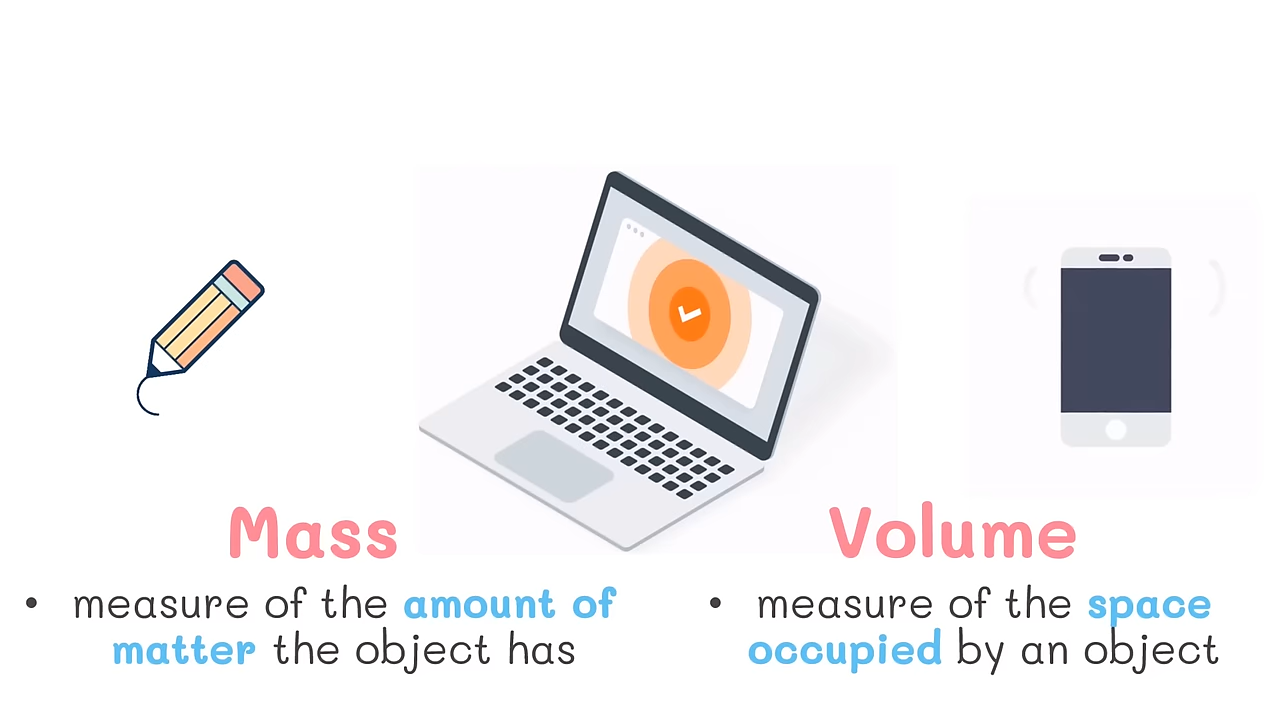 Mass
• measure of the amount of
matter the object has
Volume
• measure of the space
occupied by an object